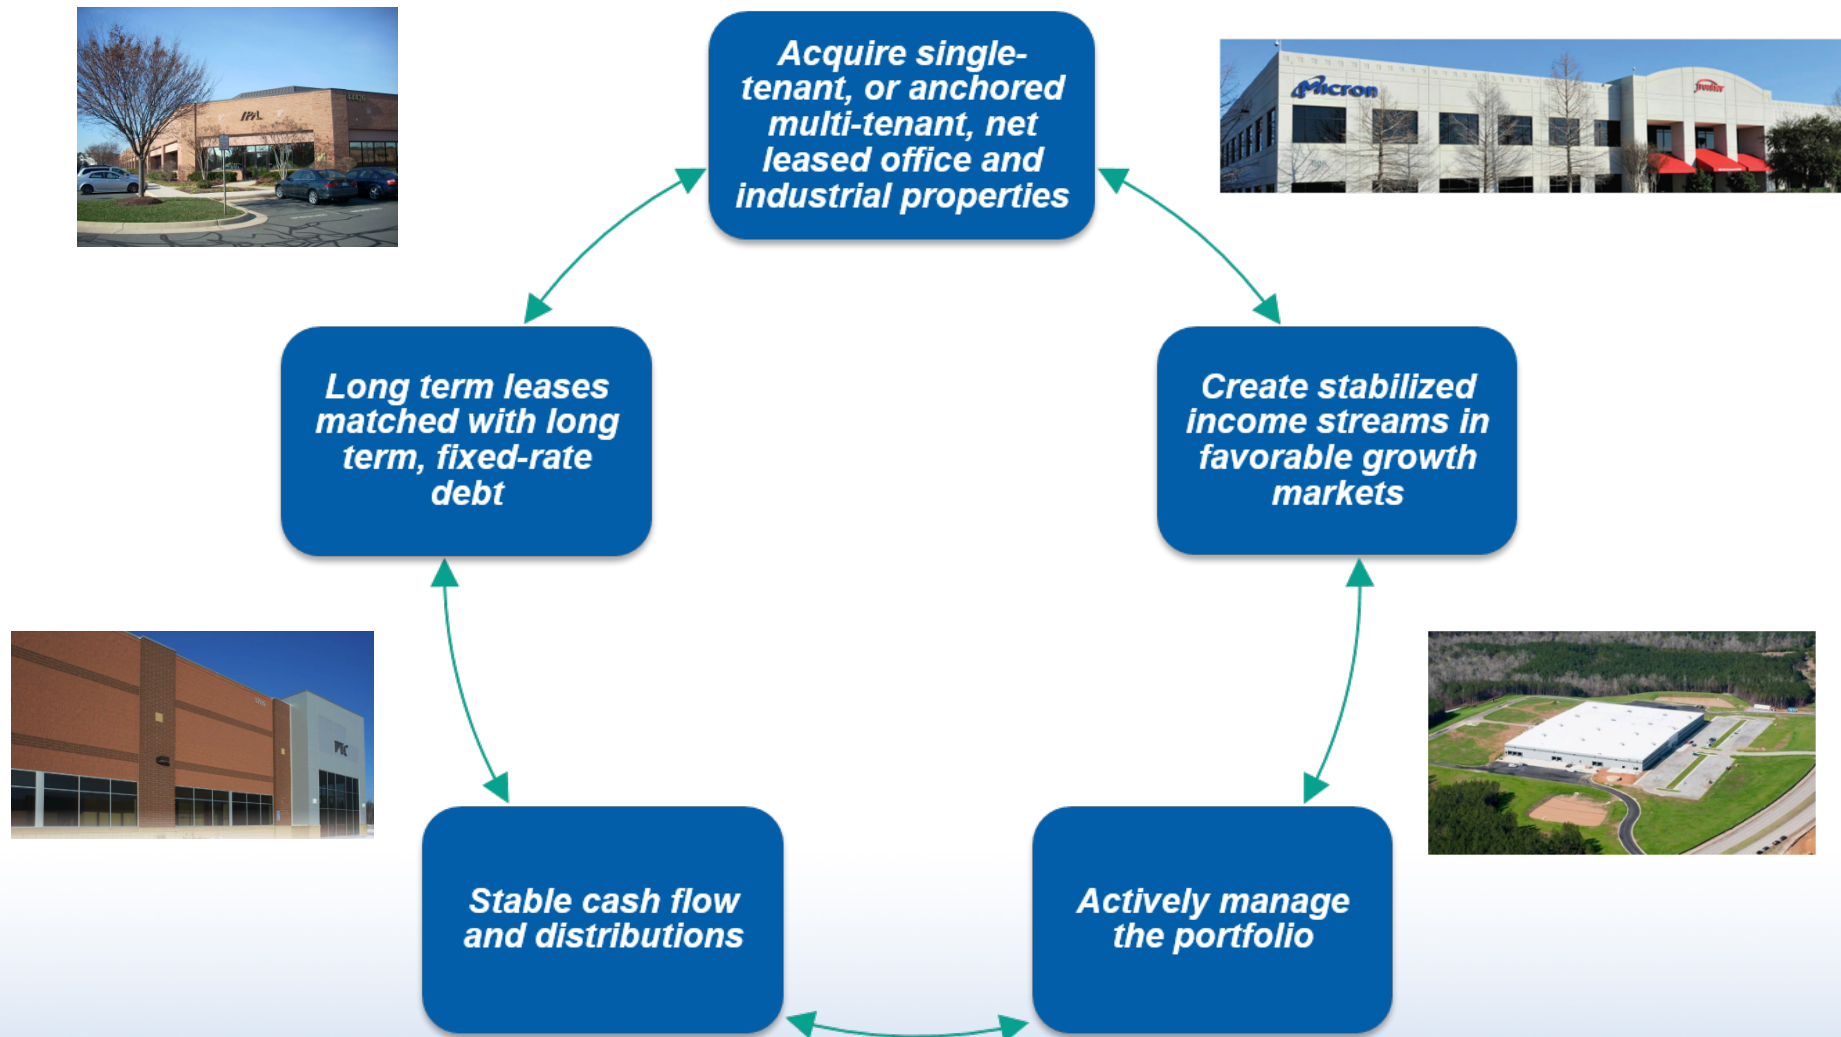 Acquire single-
tenant, or anchored
multi-tenant, net
leased office and
industrial properties
Micron
Long term leases
matched with long
term, fixed-rate
debt
Create stabilized
income streams in
favorable growth
markets
Stable cash flow
and distributions
Actively manage
the portfolio